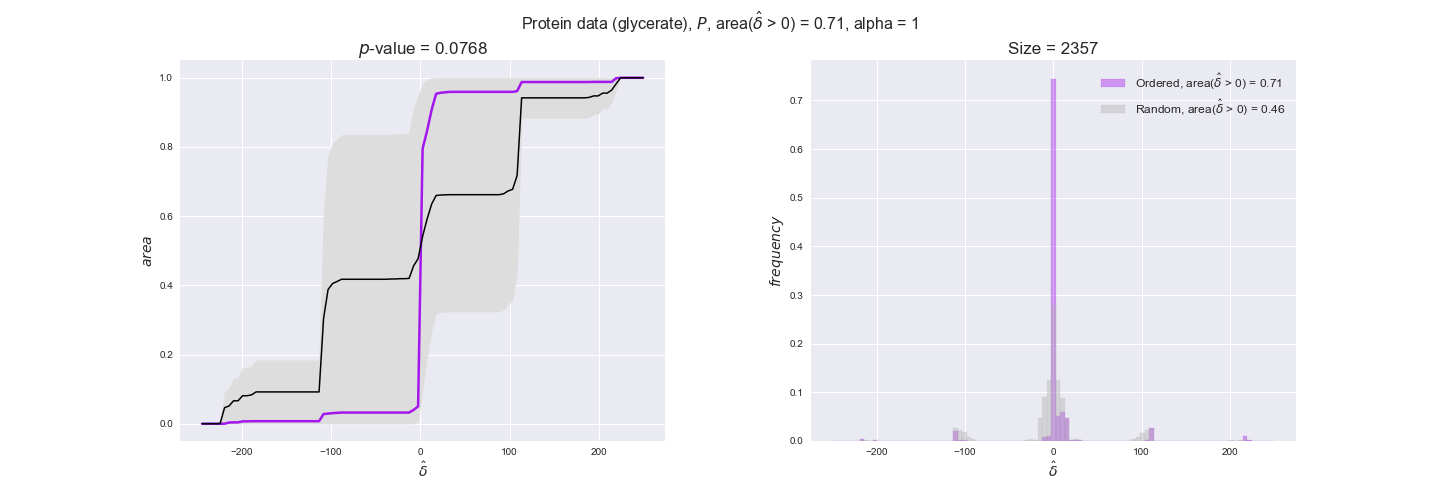 Protein data (glycerate), P, area(δ̂ > 0) = 0.71, alpha = 1
p-value = 0.0768
1.0
0.8
0.6
0.4
0.2
0.0
area
−200
−100
0
100
200
δ̂
Size = 2357
Ordered, area(δ̂ > 0) = 0.71
Random, area(δ̂ > 0) = 0.46
0.7
0.6
0.5
0.4
0.3
0.2
0.1
0.0
frequency
−200
−100
0
100
200
δ̂